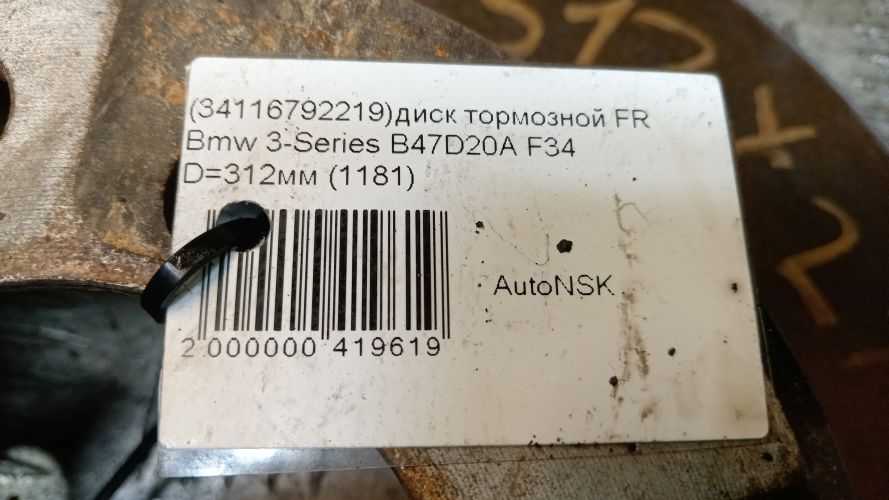 (34116792219)диск тормозной FR
Bmw 3-Series B47D20A F34
D=312мм (1181)
AutoNSK
2 000000 419619